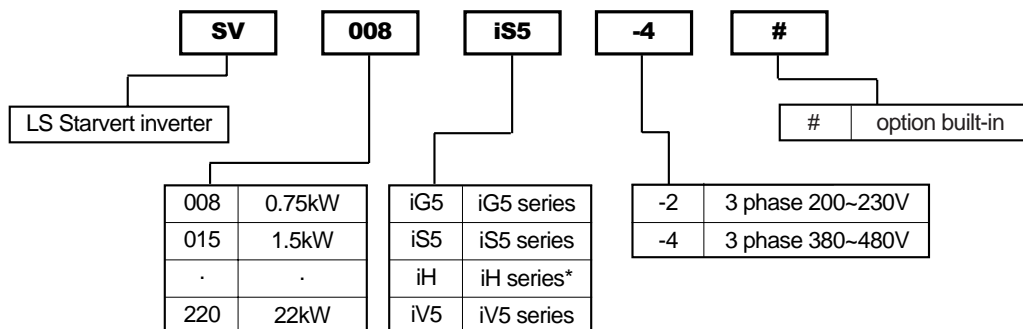 SV 008 iS5 -4 #
LS Starvert inverter
# option built-in
008 0.75kW
015 1.5kW
· ·
220 22kW
iG5 iG5 series
iS5 iS5 series
iH iH series*
iV5 iV5 series
-2 3 phase 200~230V
-4 3 phase 380~480V